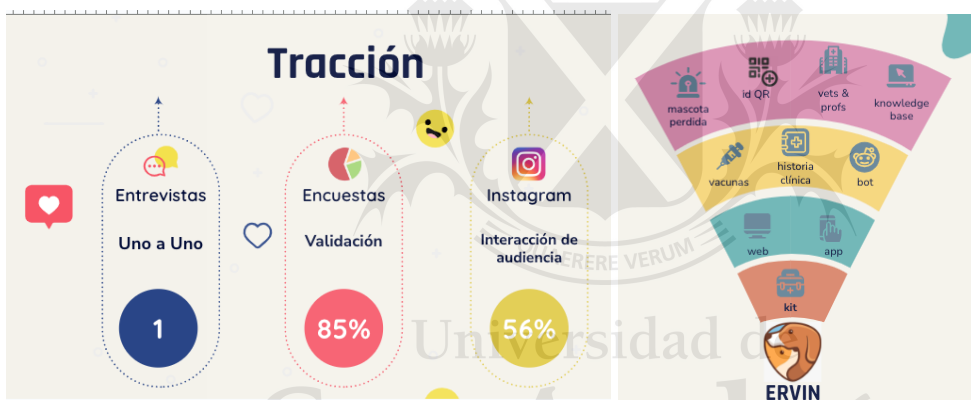 Tracción
Entrevistas
Uno a Uno
1
Encuestas
Validación
85%
Instagram
Interacción de
audiencia
56%
mascota
perdida
id QR
vets &
profs
knowledge
base
vacunas
historia
clínica
bot
web
app
kit
ERVIN
QUAERERE VERUM
Universidad de